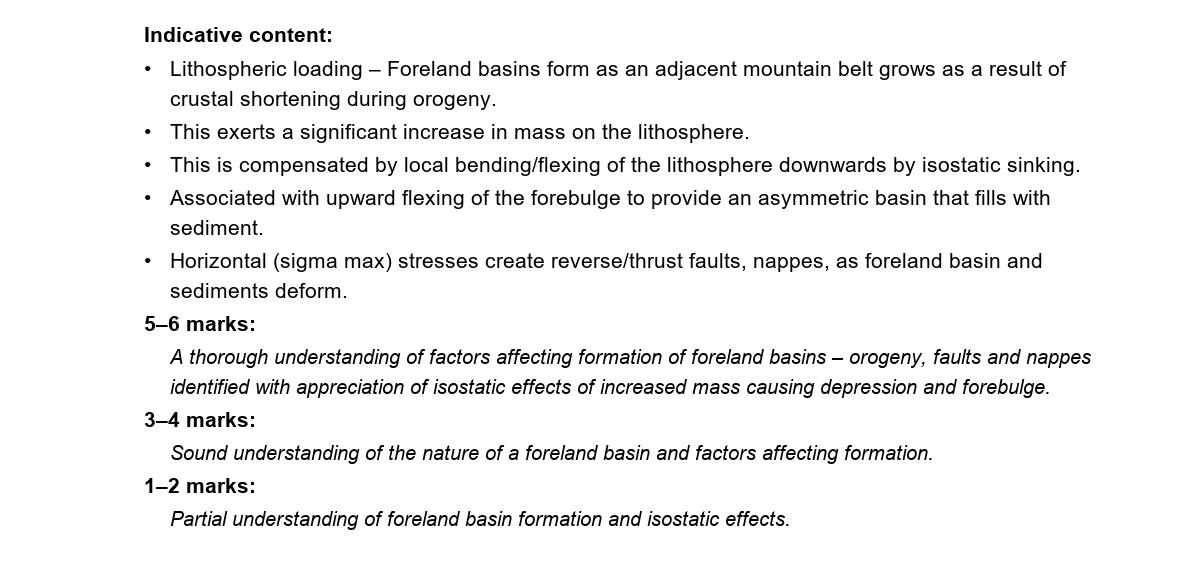 Indicative content:
• Lithospheric loading – Foreland basins form as an adjacent mountain belt grows as a result of
crustal shortening during orogeny.
• This exerts a significant increase in mass on the lithosphere.
• This is compensated by local bending/flexing of the lithosphere downwards by isostatic sinking.
• Associated with upward flexing of the forebulge to provide an asymmetric basin that fills with
sediment.
• Horizontal (sigma max) stresses create reverse/thrust faults, nappes, as foreland basin and
sediments deform.
5–6 marks:
A thorough understanding of factors affecting formation of foreland basins – orogeny, faults and nappes
identified with appreciation of isostatic effects of increased mass causing depression and forebulge.
3–4 marks:
Sound understanding of the nature of a foreland basin and factors affecting formation.
1–2 marks:
Partial understanding of foreland basin formation and isostatic effects.